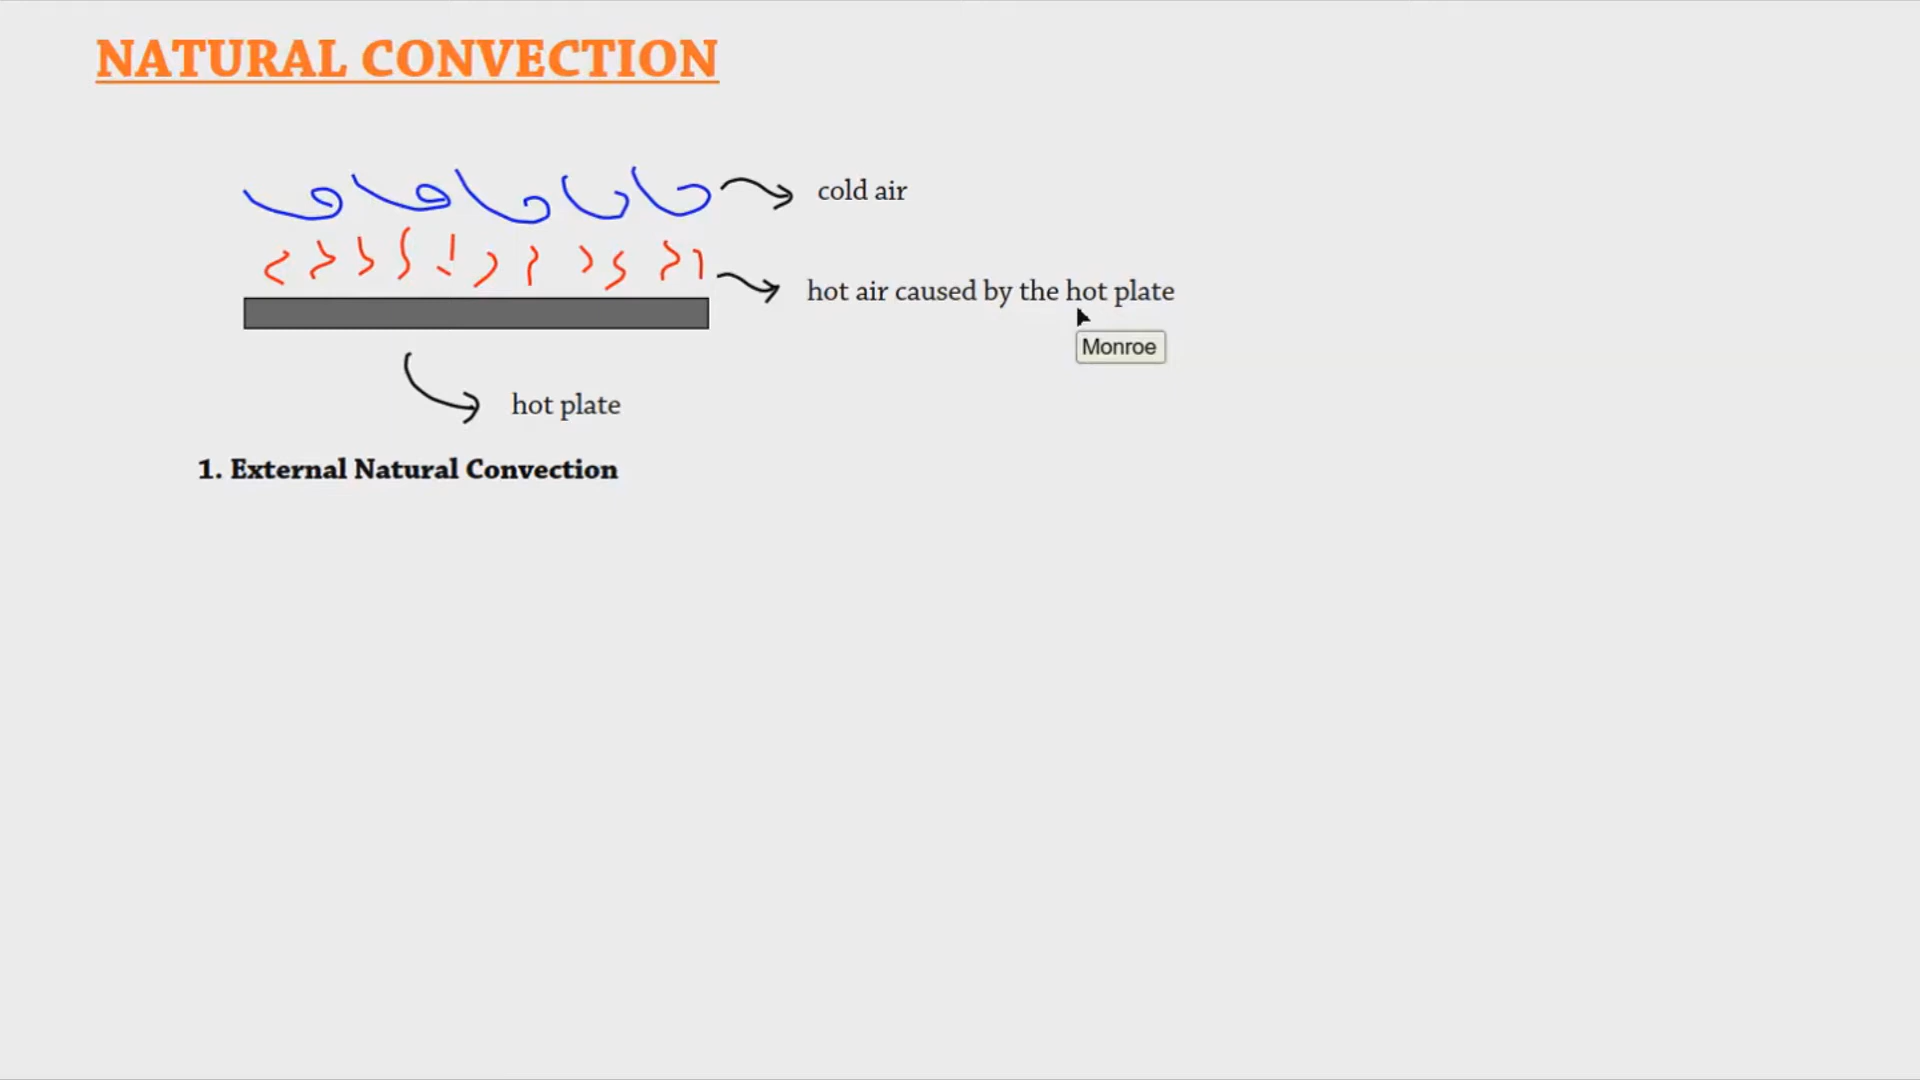 NATURAL CONVECTION
cold air
hot air caused by the hot plate
Monroe
hot plate
1. External Natural Convection